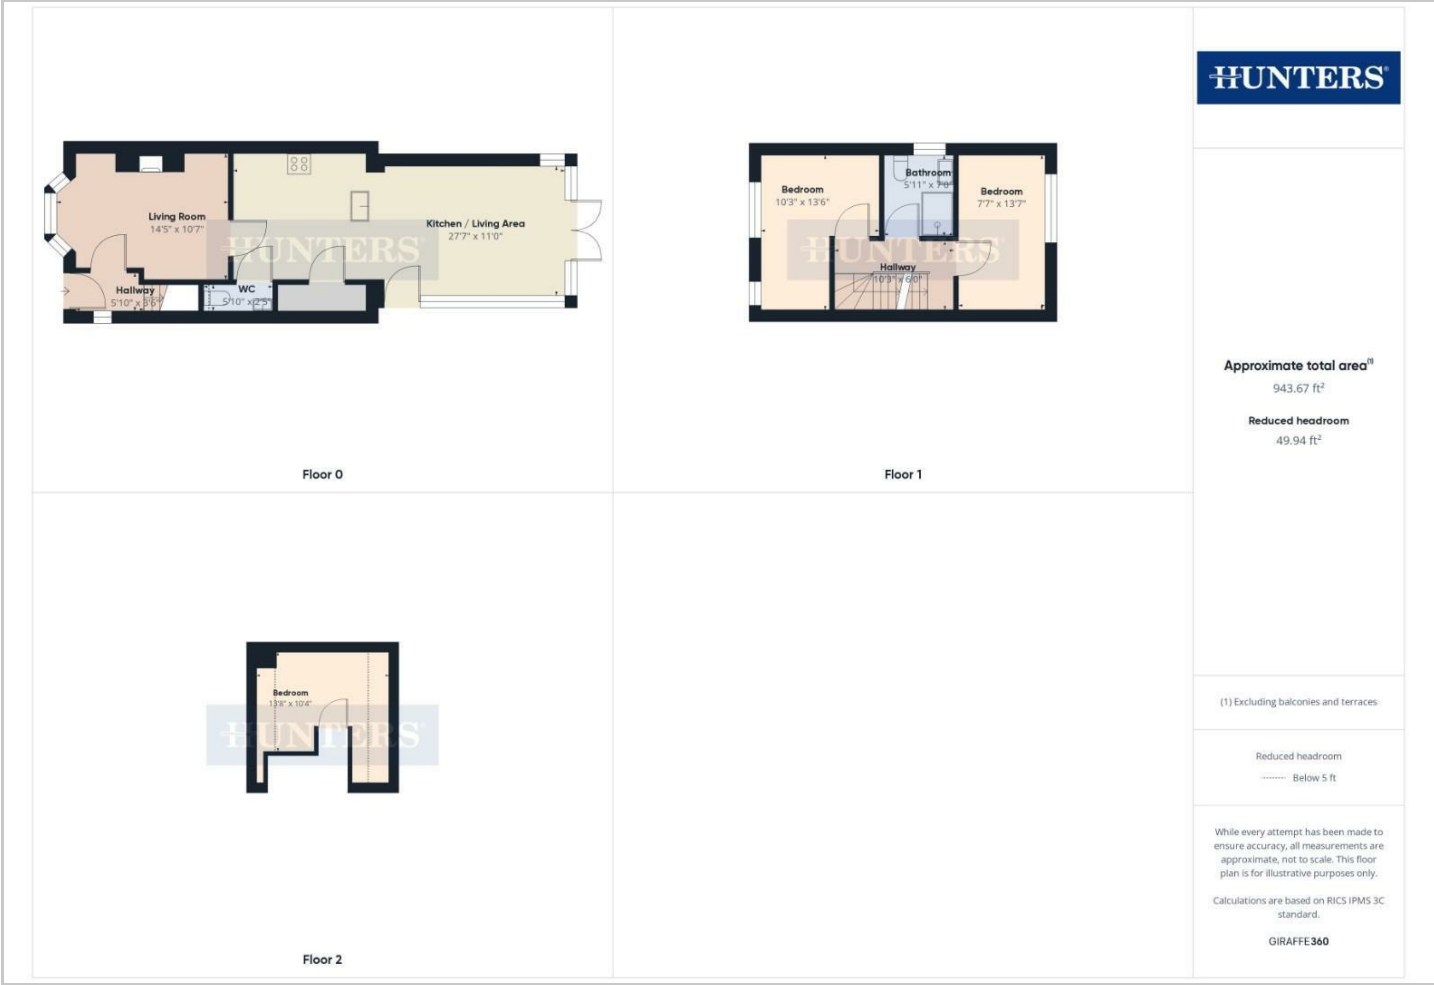 Living Room
14'5" x 10'7"
Kitchen / Living Area
27'7" x 11'0"
HUNTERS
Hallway
5'10" x 3'6"
WC
5'10" x 2'5"
Floor 0
Bedroom
10'3" x 13'6"
Bathroom
5'11" x 7'0"
Bedroom
7'7" x 13'7"
HUNTERS
Hallway
10'3" x 6'0"
Floor 1
Bedroom
13'8" x 10'4"
HUNTERS
Floor 2
HUNTERS®
Approximate total area(1)
943.67 ft²
Reduced headroom
49.94 ft²
(1) Excluding balconies and terraces
Reduced headroom
Below 5 ft
While every attempt has been made to
ensure accuracy, all measurements are
approximate, not to scale. This floor
plan is for illustrative purposes only.
Calculations are based on RICS IPMS 3C
standard.
GIRAFFE360